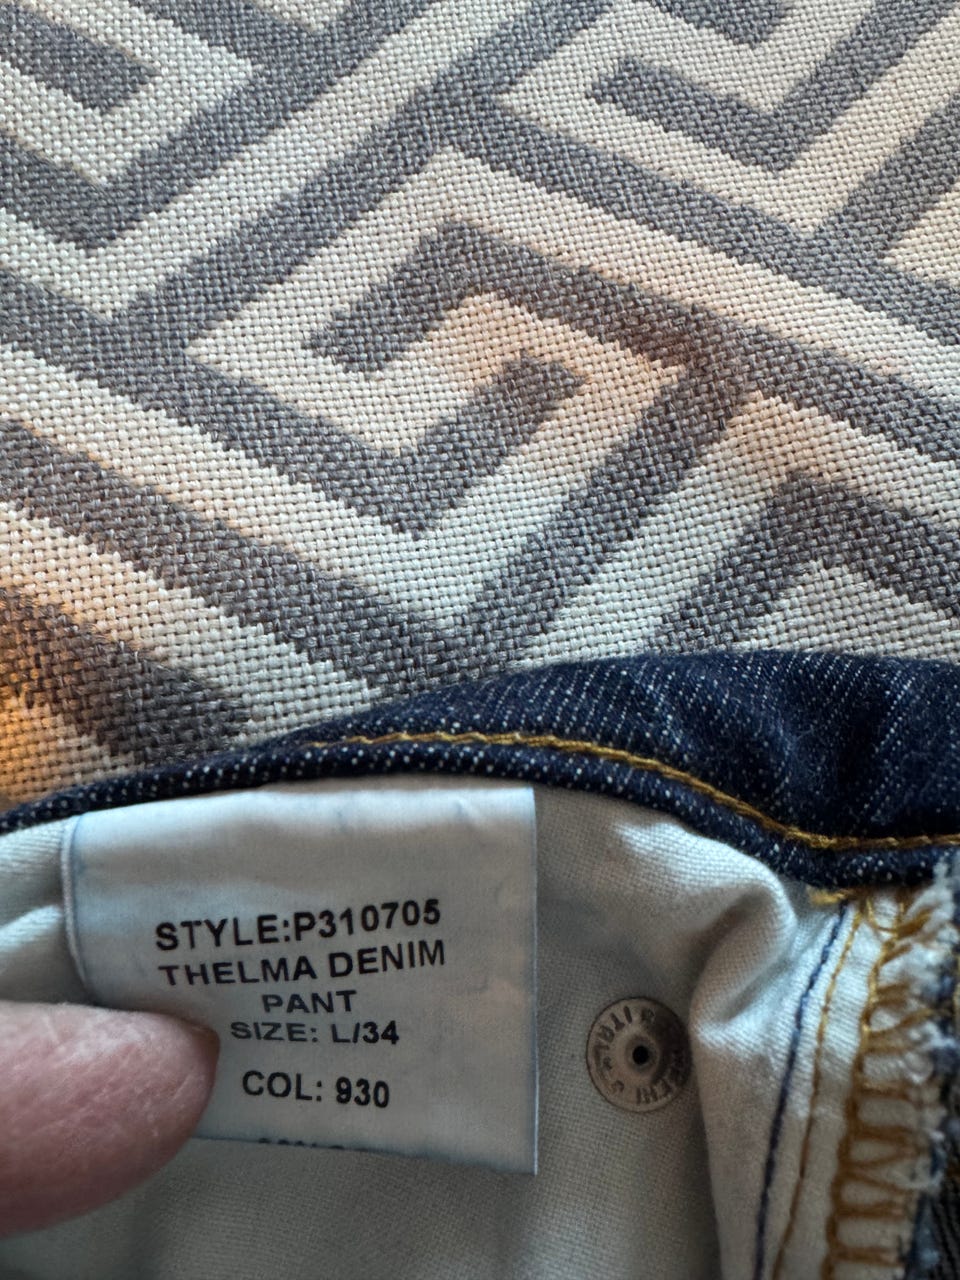 STYLE:P310705
THELMA DENIM
PANT
SIZE: L/34
COL: 930